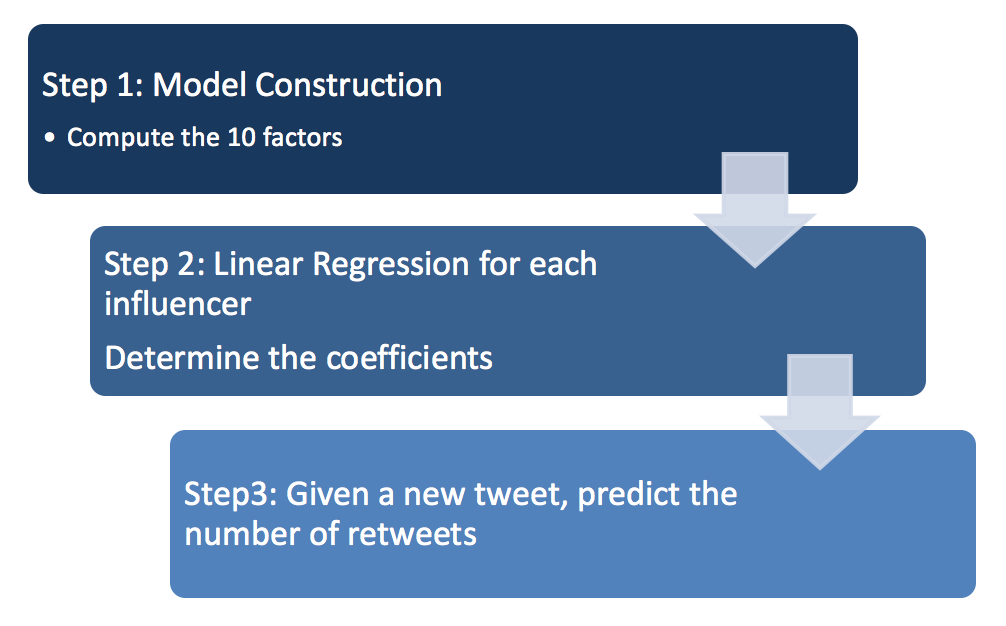 Step 1: Model Construction
• Compute the 10 factors
Step 2: Linear Regression for each
influencer
Determine the coefficients
Step3: Given a new tweet, predict the
number of retweets